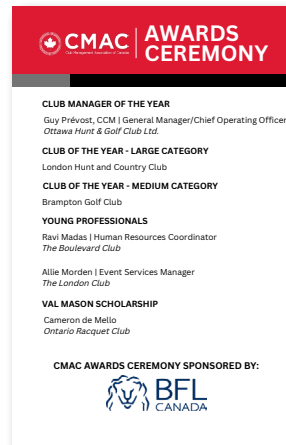 CMAC
Club Management Association of Canada
AWARDS
CEREMONY
CLUB MANAGER OF THE YEAR
Guy Prévost, CCM | General Manager/Chief Operating Officer
Ottawa Hunt & Golf Club Ltd.
CLUB OF THE YEAR - LARGE CATEGORY
London Hunt and Country Club
CLUB OF THE YEAR - MEDIUM CATEGORY
Brampton Golf Club
YOUNG PROFESSIONALS
Ravi Madas | Human Resources Coordinator
The Boulevard Club
Allie Morden | Event Services Manager
The London Club
VAL MASON SCHOLARSHIP
Cameron de Mello
Ontario Racquet Club
CMAC AWARDS CEREMONY SPONSORED BY:
BFL
CANADA